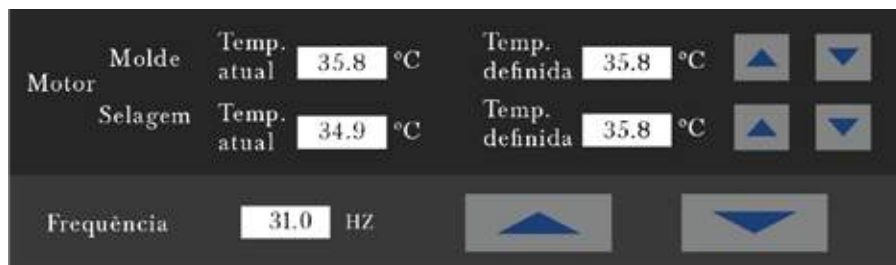 Molde Temp. atual 35.8 °C Temp. definida 35.8 °C
Motor
Selagem Temp. atual 34.9 °C Temp. definida 35.8 °C
Frequência 31.0 HZ